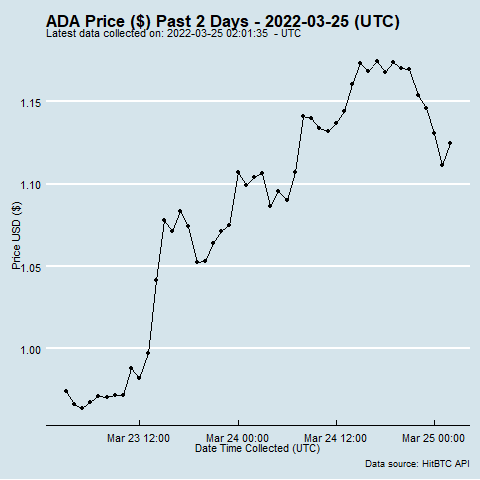 ADA Price ($) Past 2 Days - 2022-03-25 (UTC)
Latest data collected on: 2022-03-25 02:01:35 - UTC
1.15
1.10
1.05
1.00
Price USD ($)
Mar 23 12:00
Mar 24 00:00
Mar 24 12:00
Mar 25 00:00
Date Time Collected (UTC)
Data source: HitBTC API